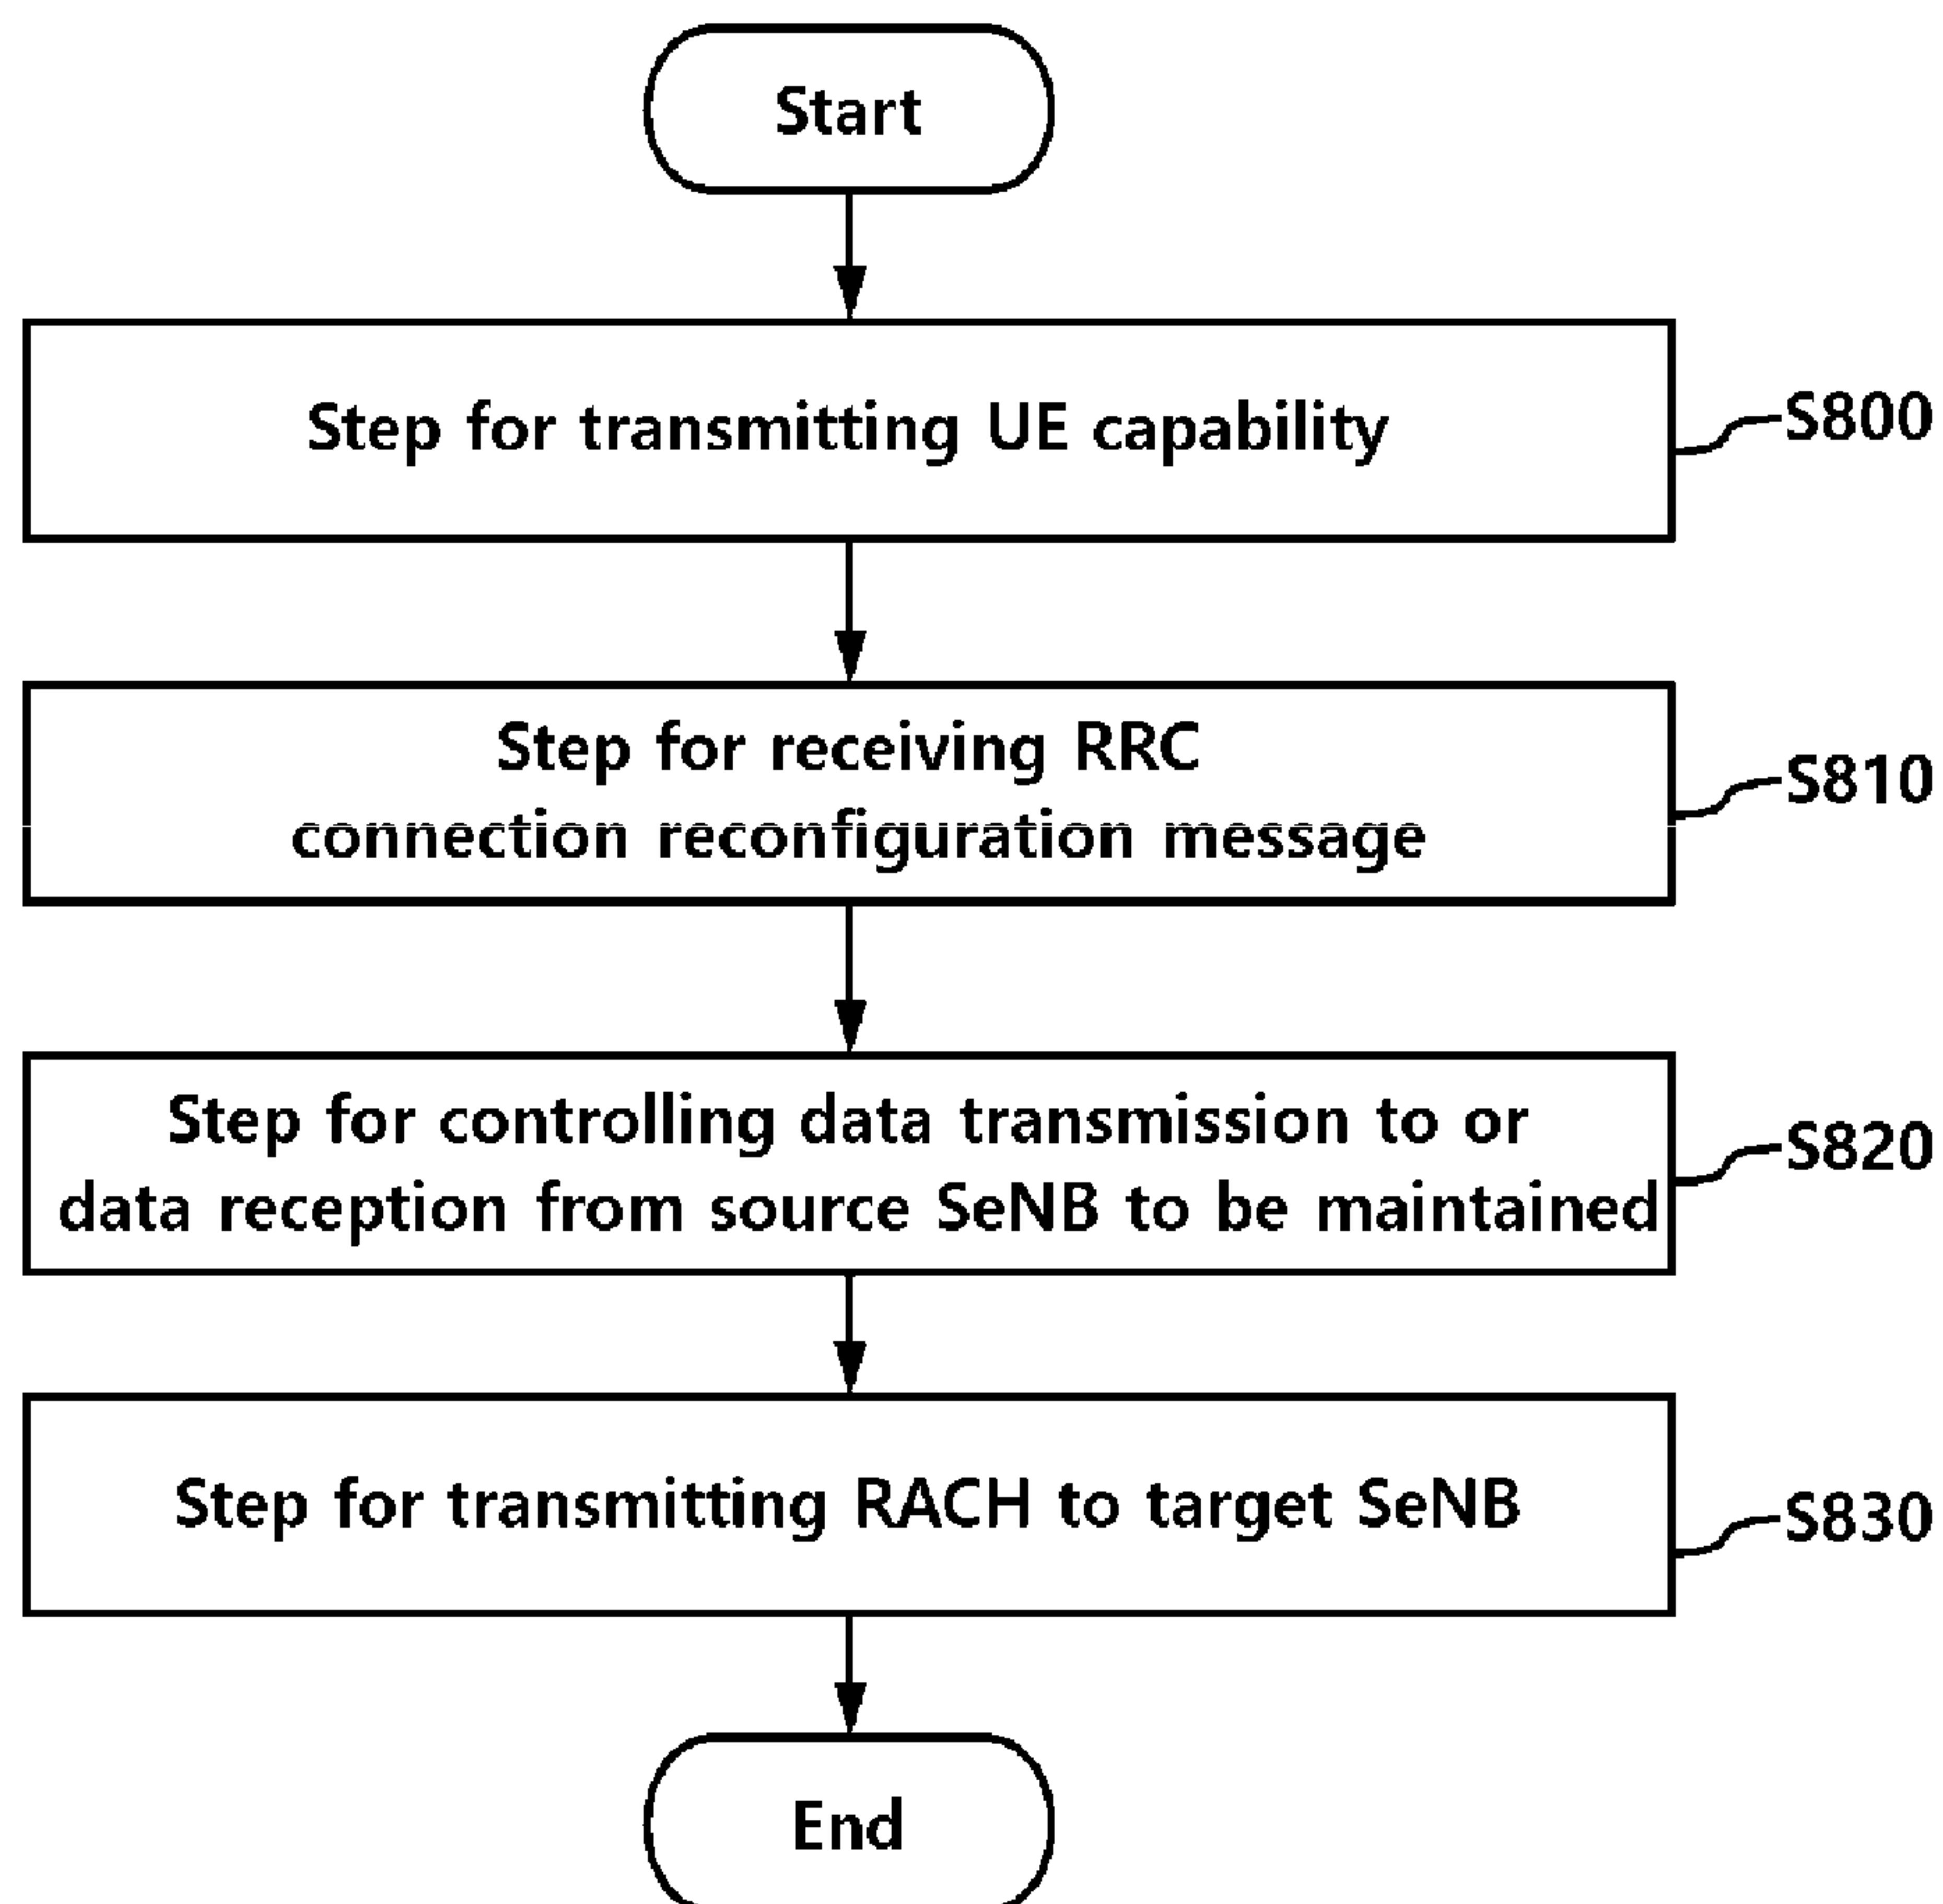 Start
Step for transmitting UE capability
S800
Step for receiving RRC
connection reconfiguration message
S810
Step for controlling data transmission to or
data reception from source SeNB to be maintained
S820
Step for transmitting RACH to target SeNB
S830
End